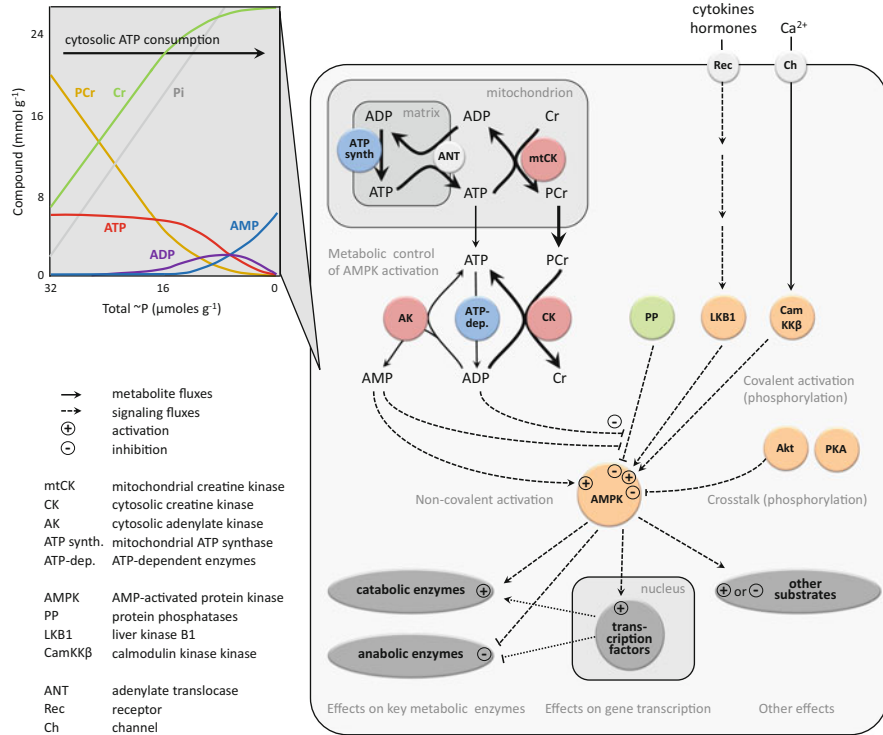 cytokines
hormones
Ca²⁺
Rec
Ch
24
16
8
0
Compound (mmol g⁻¹)
cytosolic ATP consumption
PCr
Cr
Pi
ATP
ADP
AMP
32
16
0
Total ~P (μmoles g⁻¹)
mitochondrion
matrix
ADP
ADP
Cr
ATP
synth
ANT
mtCK
ATP
ATP
PCr
Metabolic control
of AMPK activation
ATP
PCr
AK
ATP-
dep.
CK
PP
LKB1
Cam
KKβ
AMP
ADP
Cr
Covalent activation
(phosphorylation)
⊖
Akt
PKA
⊕
⊖
⊕
⊖
AMPK
Non-covalent activation
Crosstalk (phosphorylation)
catabolic enzymes ⊕
nucleus
⊕
trans-
cription
factors
⊕ or ⊖
other
substrates
anabolic enzymes ⊖
Effects on key metabolic enzymes
Effects on gene transcription
Other effects
metabolite fluxes
signaling fluxes
⊕ activation
⊖ inhibition
mtCK mitochondrial creatine kinase
CK cytosolic creatine kinase
AK cytosolic adenylate kinase
ATP synth. mitochondrial ATP synthase
ATP-dep. ATP-dependent enzymes
AMPK AMP-activated protein kinase
PP protein phosphatases
LKB1 liver kinase B1
CamKKβ calmodulin kinase kinase
ANT adenylate translocase
Rec receptor
Ch channel